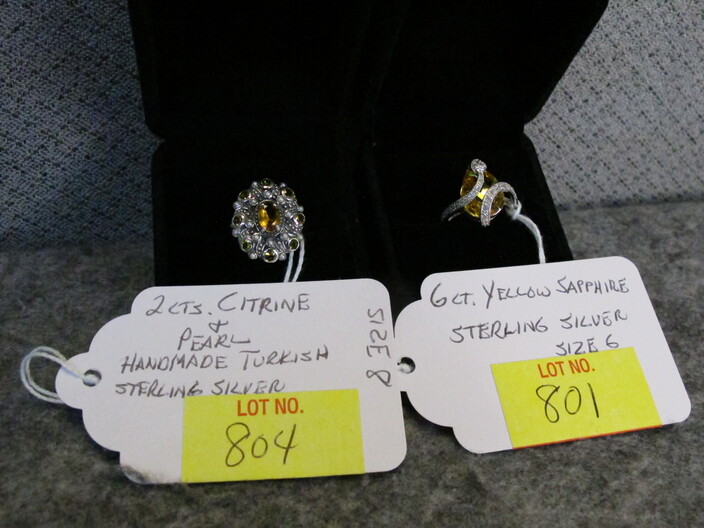 2 CTS. CITRINE
&
PEARL
HANDMADE TURKISH
STERLING SILVER
SIZE 8
LOT NO.
804
6 CT. YELLOW SAPPHIRE
STERLING SILVER
SIZE 6
LOT NO.
801